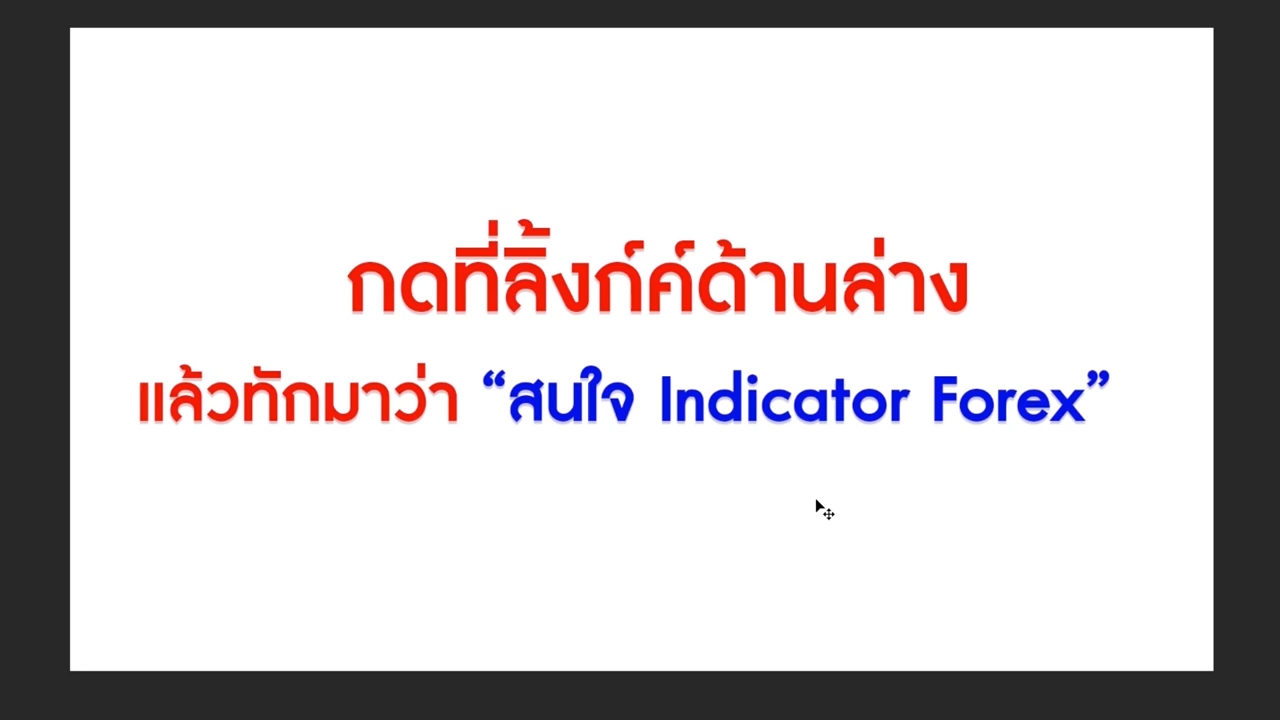 กดที่ลิ้งก์ค์ด้านล่าง
แล้วทักมาว่า “สนใจ Indicator Forex”